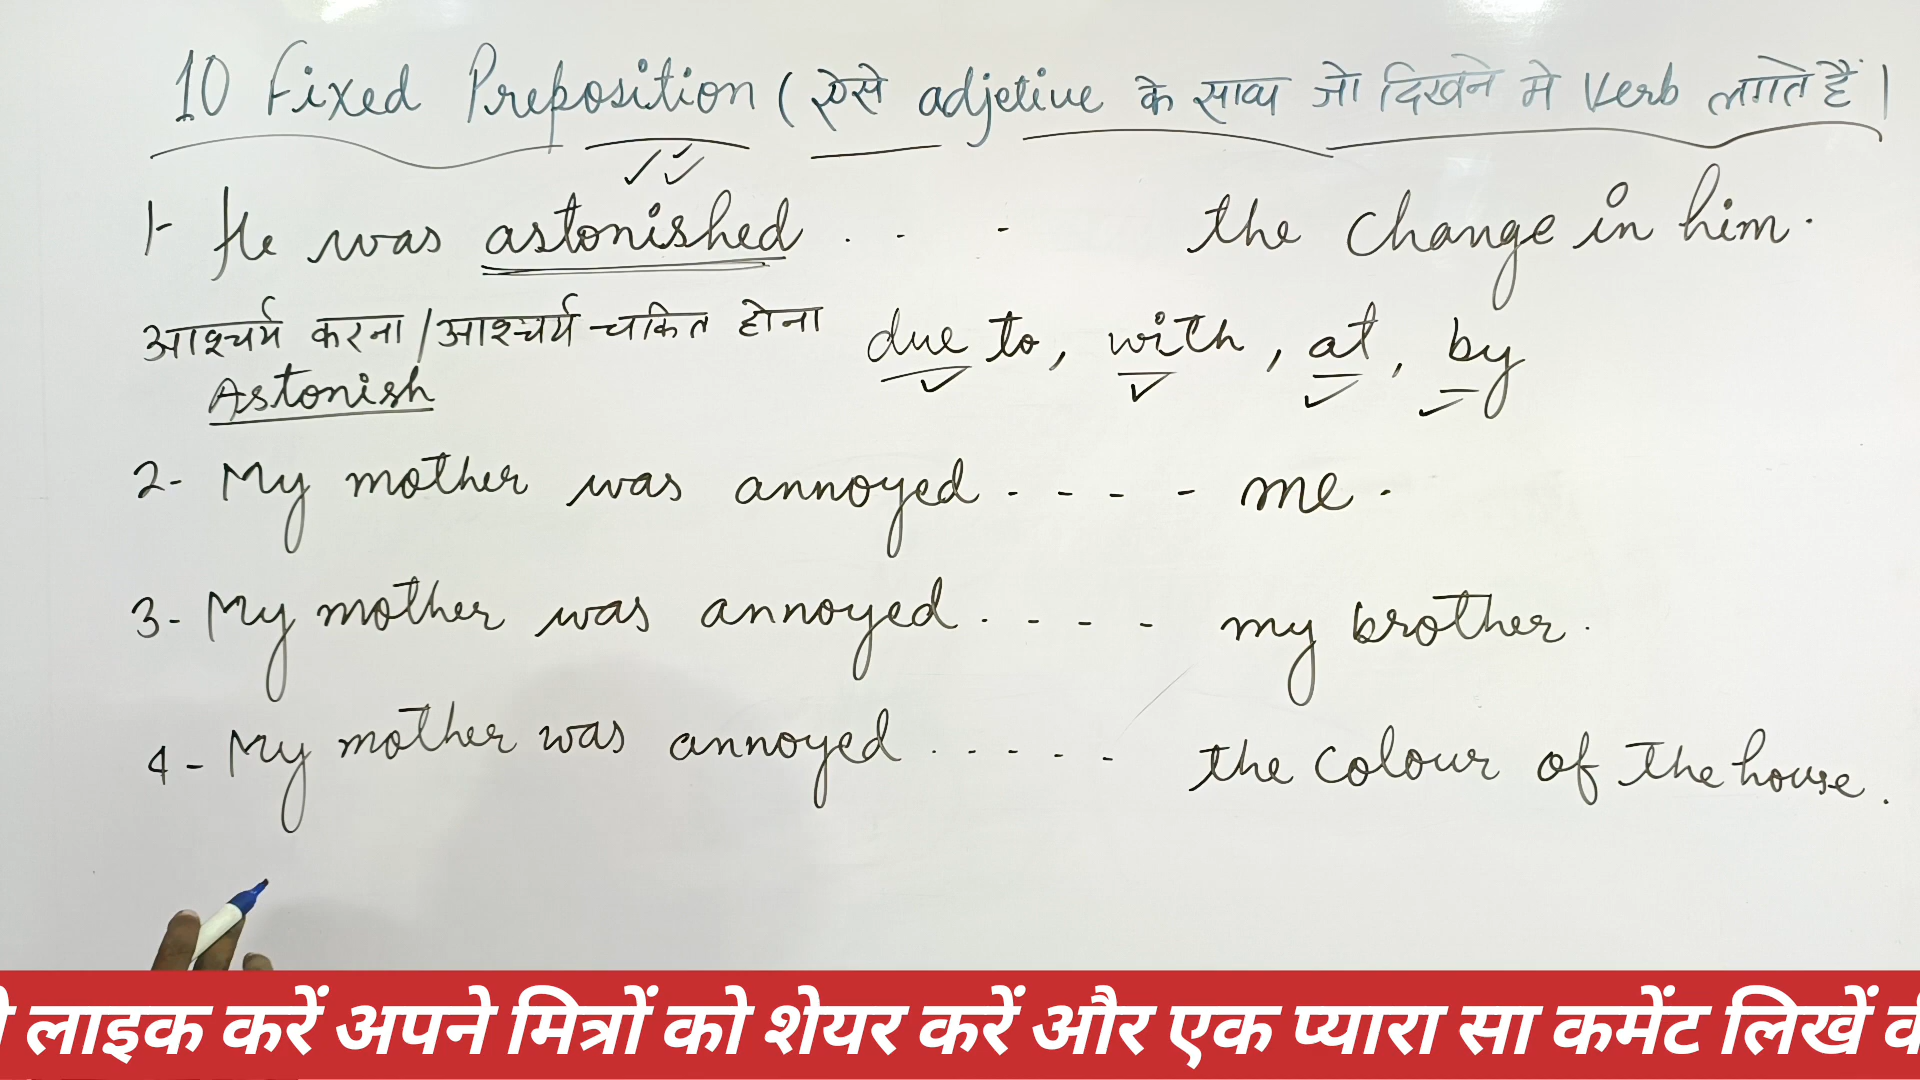 10 Fixed Preposition ( ऐसे adjetive के साथ जो दिखने मे Verb लगते हैं।
1- He was astonished . - - the change in him.
आश्चर्य करना / आश्चर्य-चकित होना due to, with, at, by
Astonish
2- My mother was annoyed - - - - me.
3- My mother was annoyed. - - - my brother.
4- My mother was annoyed . - - - - the colour of the house.
लाइक करें अपने मित्रों को शेयर करें और एक प्यारा सा कमेंट लिखें